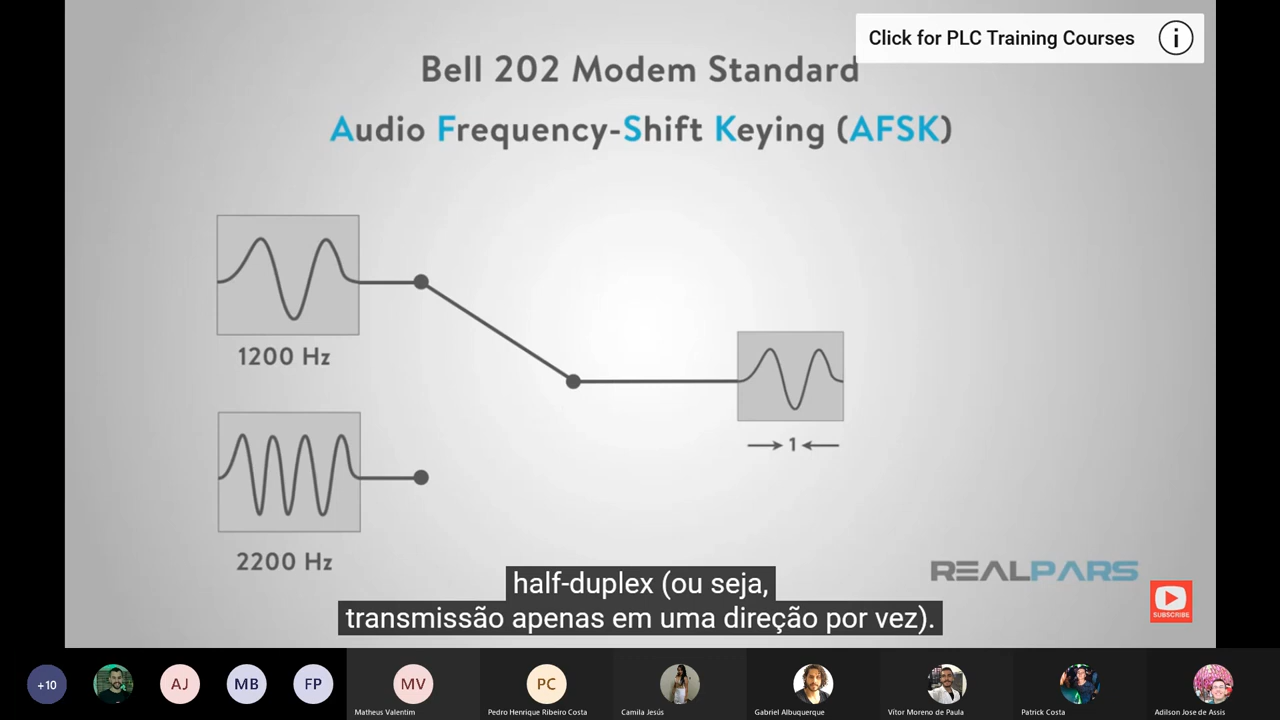 Click for PLC Training Courses
i
Bell 202 Modem Standard
Audio Frequency-Shift Keying (AFSK)
1200 Hz
1
2200 Hz
REALPARS
SUBSCRIBE
half-duplex (ou seja,
transmissão apenas em uma direção por vez).
+10
AJ
MB
FP
MV
PC
Matheus Valentim
Pedro Henrique Ribeiro Costa
Camila Jesús
Gabriel Albuquerque
Vítor Moreno de Paula
Patrick Costa
Adilson Jose de Assis